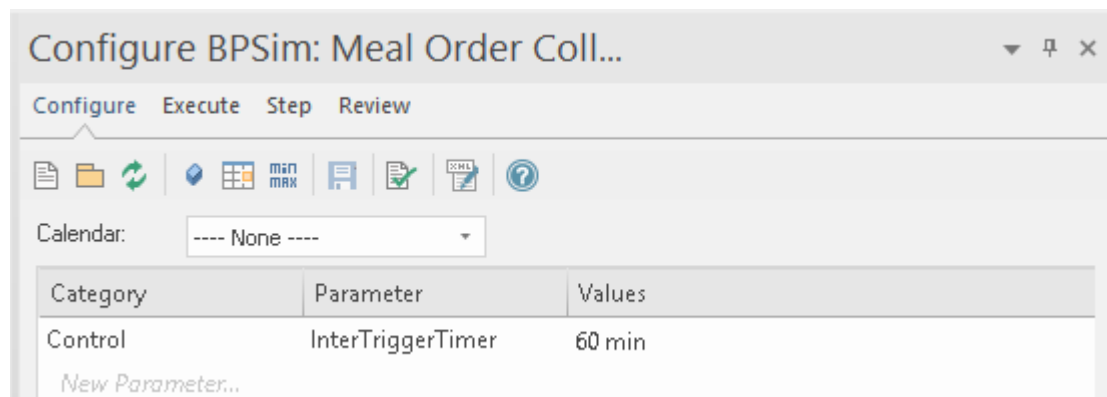 Configure BPSim: Meal Order Coll...
Configure Execute Step Review
min
max
XML
?
Calendar: ---- None ----
Category Parameter Values
Control InterTriggerTimer 60 min
New Parameter...